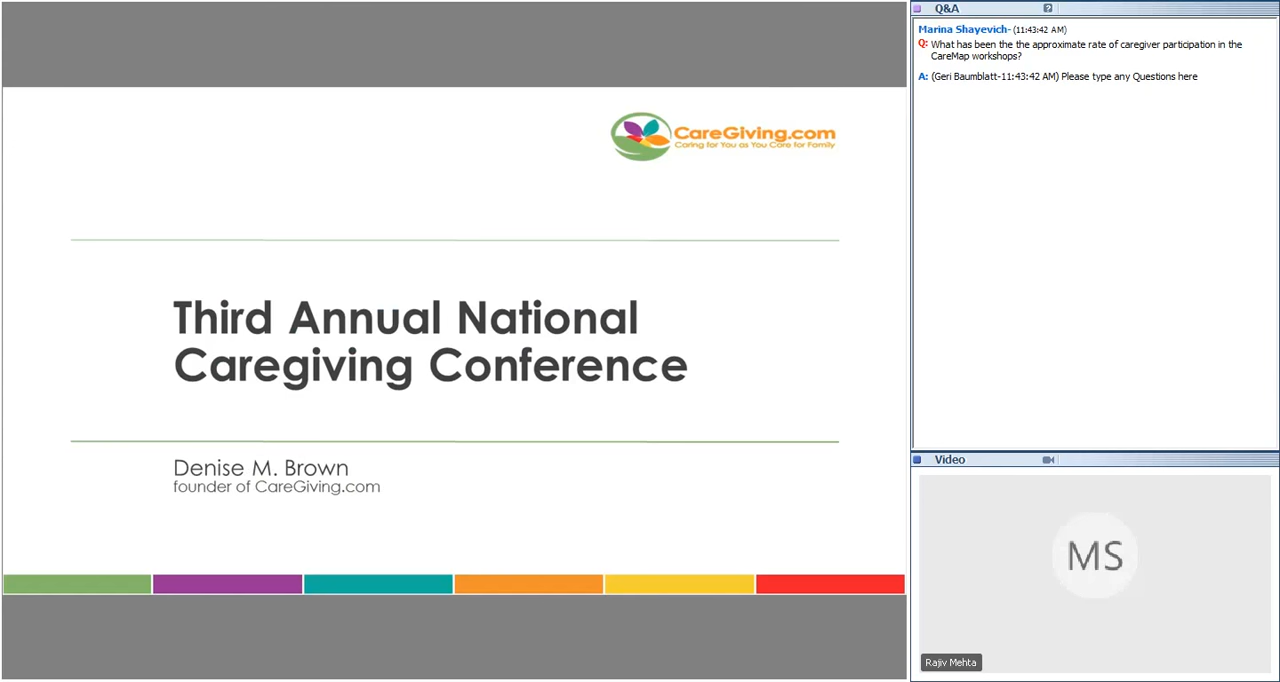 CareGiving.com
Caring for You as You Care for Family
Third Annual National
Caregiving Conference
Denise M. Brown
founder of CareGiving.com
Q&A
Marina Shayevich- (11:43:42 AM)
Q: What has been the the approximate rate of caregiver participation in the
CareMap workshops?
A: (Geri Baumblatt-11:43:42 AM) Please type any Questions here
Video
MS
Rajiv Mehta